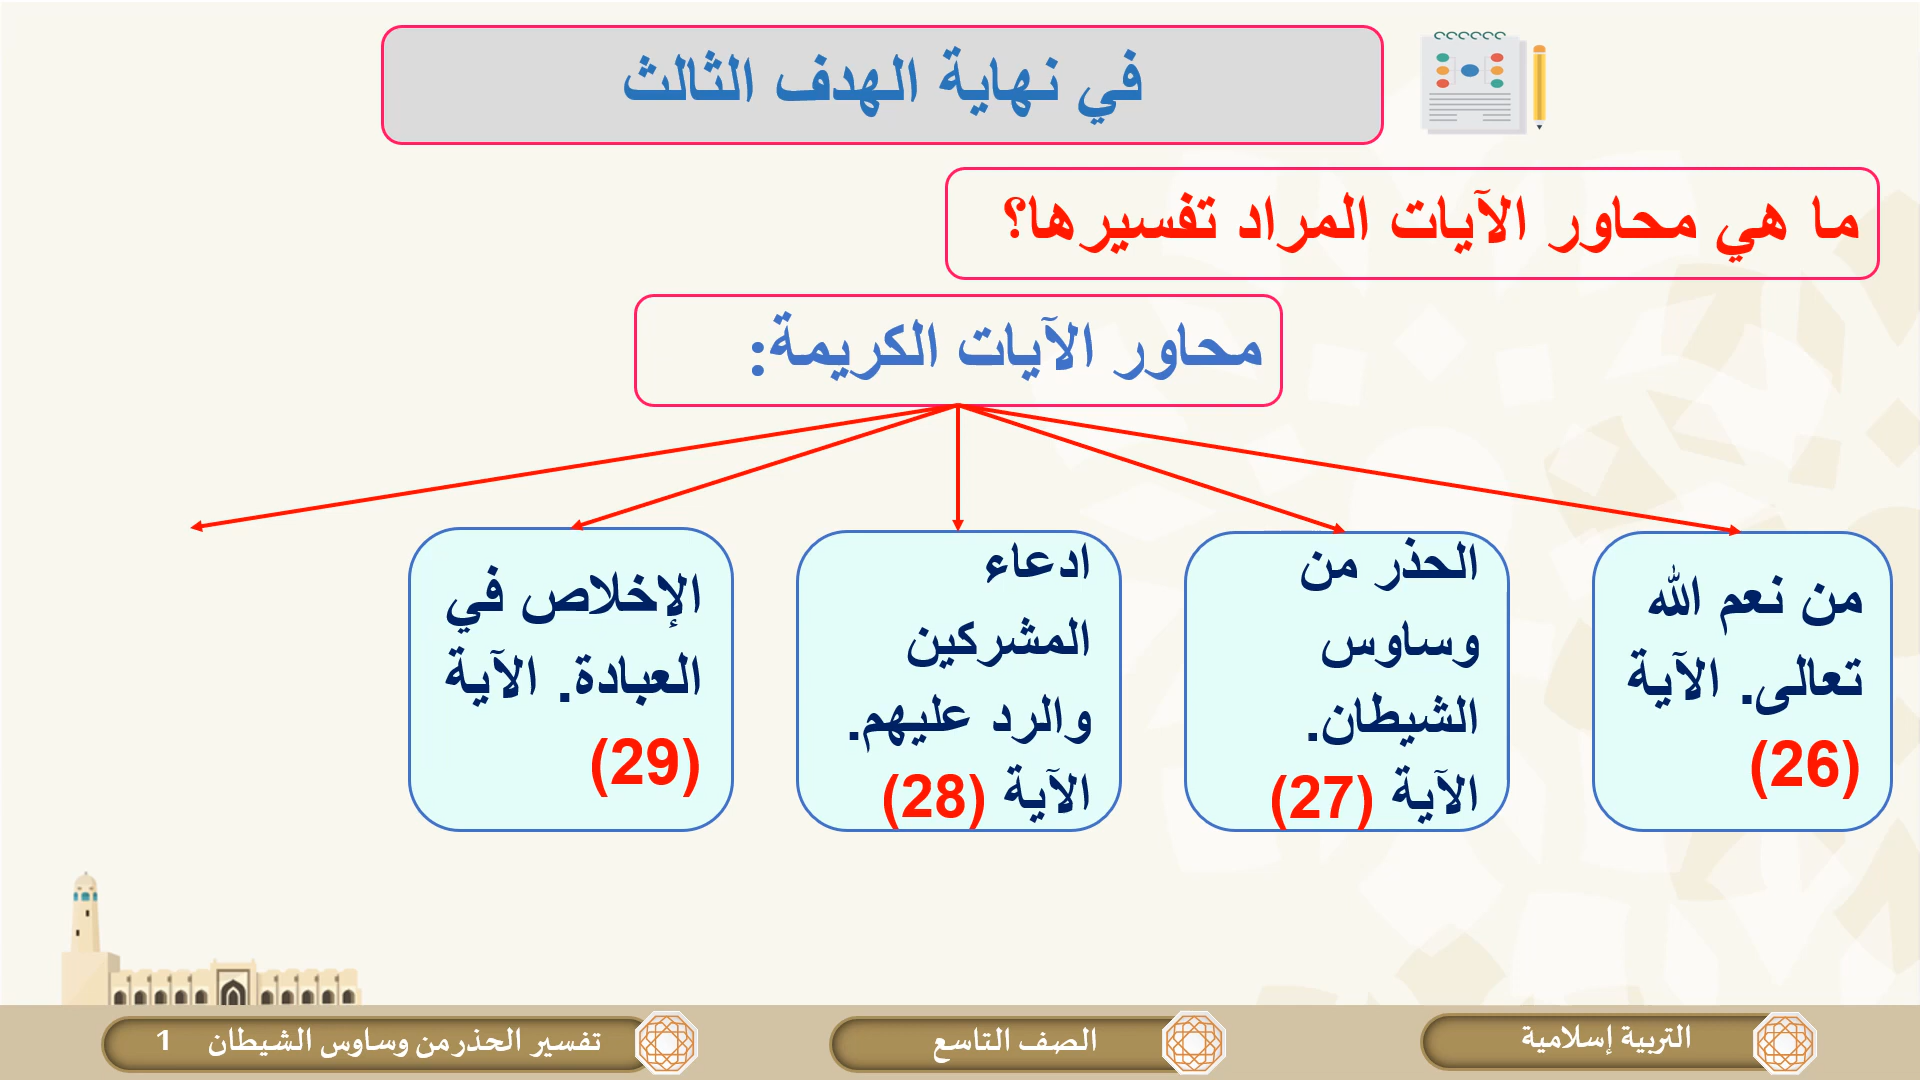 في نهاية الهدف الثالث
ما هي محاور الآيات المراد تفسيرها؟
محاور الآيات الكريمة:
من نعم الله
تعالى. الآية
(26)
الحذر من
وساوس
الشيطان.
الآية (27)
ادعاء
المشركين
والرد عليهم.
الآية (28)
الإخلاص في
العبادة. الآية
(29)
التربية إسلامية
الصف التاسع
تفسير الحذر من وساوس الشيطان 1